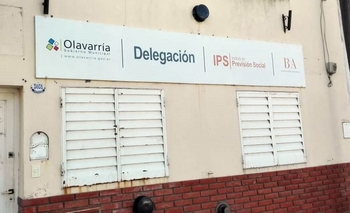 Olavarría
Gobierno Municipal
www.olavarria.gov.ar
Delegación
IPS
Previsión Social
BA